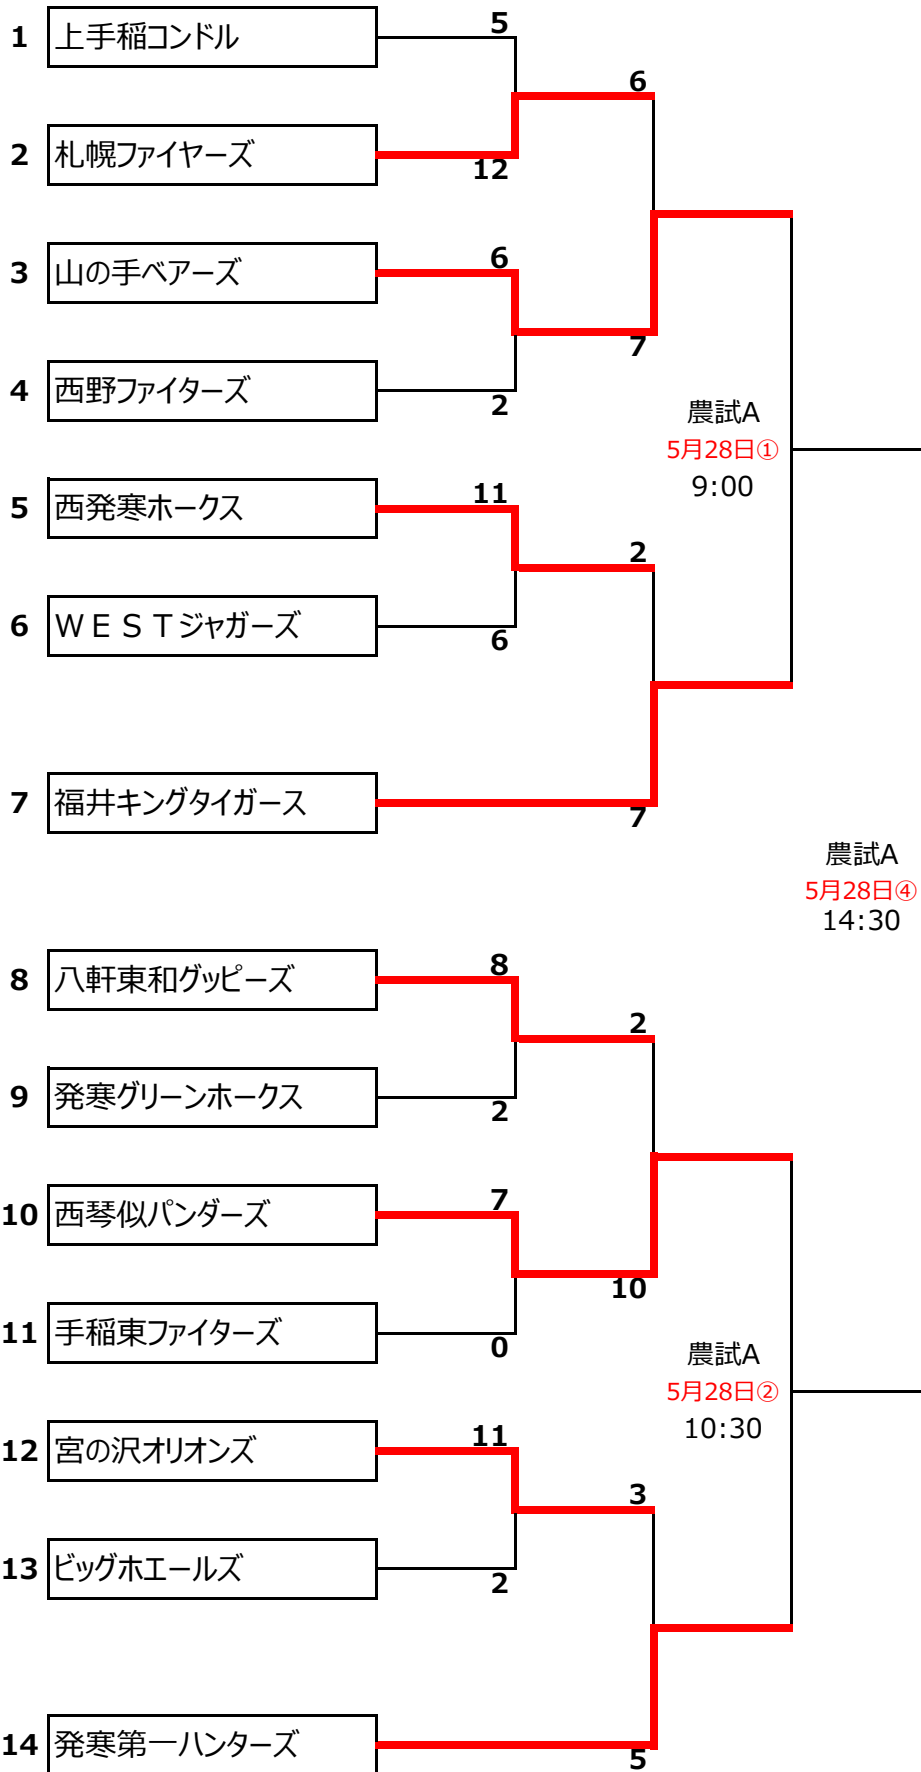 5
1 上手稲コンドル
6
2 札幌ファイヤーズ
12
6
3 山の手ベアーズ
7
4 西野ファイターズ
2
農試A
5月28日①
9:00
11
5 西発寒ホークス
2
6 ＷＥＳＴジャガーズ
6
7 福井キングタイガース
7
農試A
5月28日④
14:30
8
8 八軒東和グッピーズ
2
9 発寒グリーンホークス
2
7
10 西琴似パンダーズ
10
11 手稲東ファイターズ
0
農試A
5月28日②
10:30
11
12 宮の沢オリオンズ
3
13 ビッグホエールズ
2
14 発寒第一ハンターズ
5